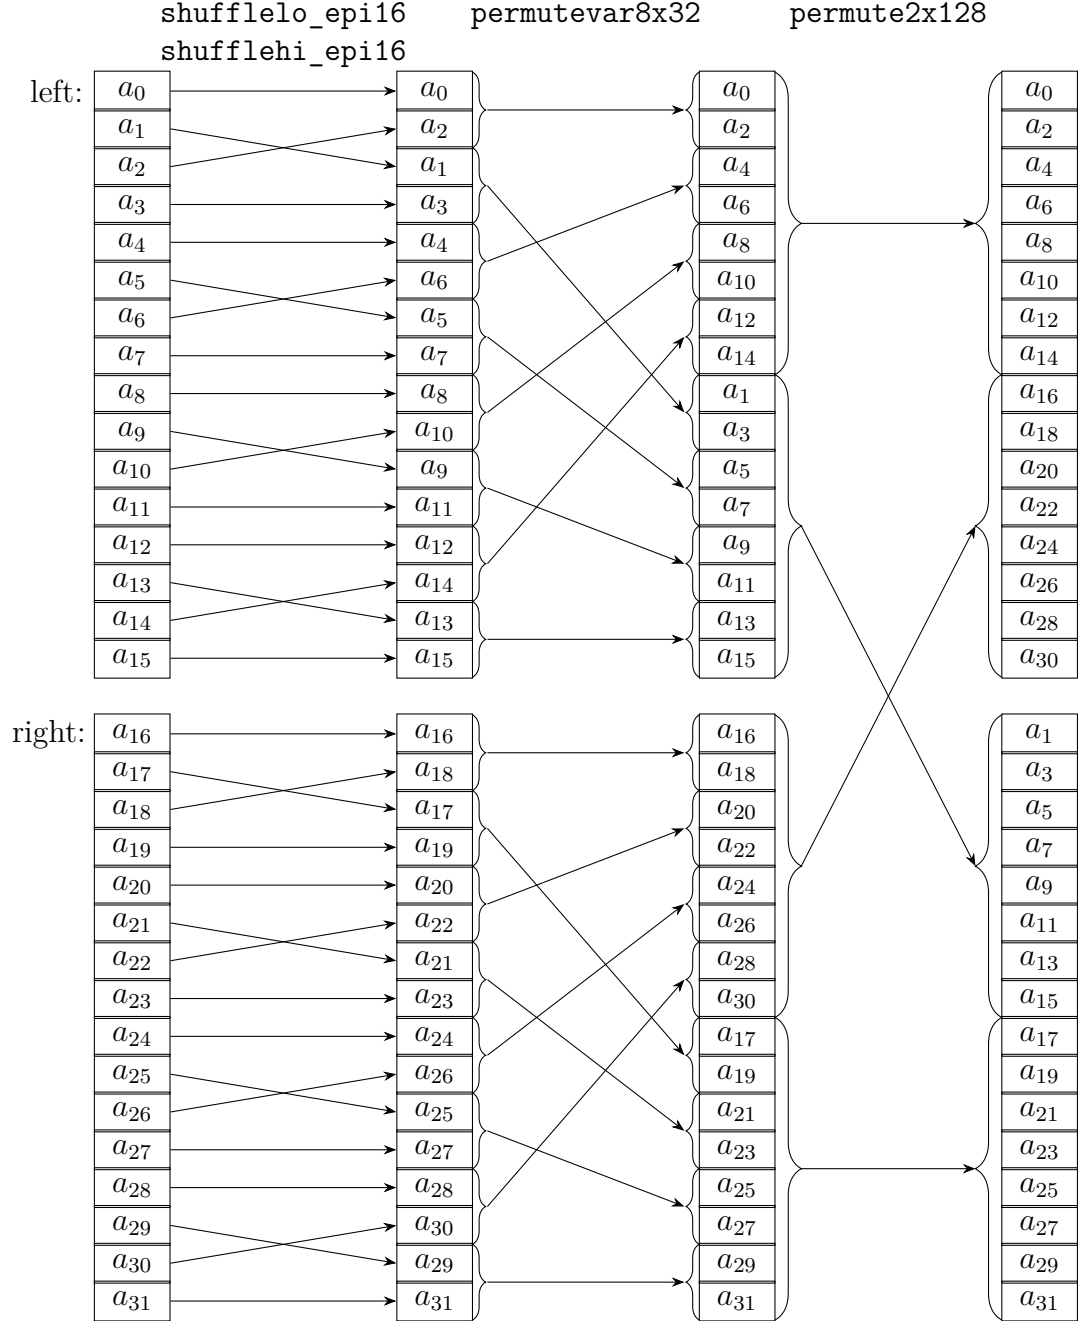 shufflelo_epi16 permutevar8x32 permute2x128
shufflehi_epi16
left: a0 a0 a0 a0
a1 a2 a2 a2
a2 a1 a4 a4
a3 a3 a6 a6
a4 a4 a8 a8
a5 a6 a10 a10
a6 a5 a12 a12
a7 a7 a14 a14
a8 a8 a1 a16
a9 a10 a3 a18
a10 a9 a5 a20
a11 a11 a7 a22
a12 a12 a9 a24
a13 a14 a11 a26
a14 a13 a13 a28
a15 a15 a15 a30
right: a16 a16 a16 a1
a17 a18 a18 a3
a18 a17 a20 a5
a19 a19 a22 a7
a20 a20 a24 a9
a21 a22 a26 a11
a22 a21 a28 a13
a23 a23 a30 a15
a24 a24 a17 a17
a25 a26 a19 a19
a26 a25 a21 a21
a27 a27 a23 a23
a28 a28 a25 a25
a29 a30 a27 a27
a30 a29 a29 a29
a31 a31 a31 a31